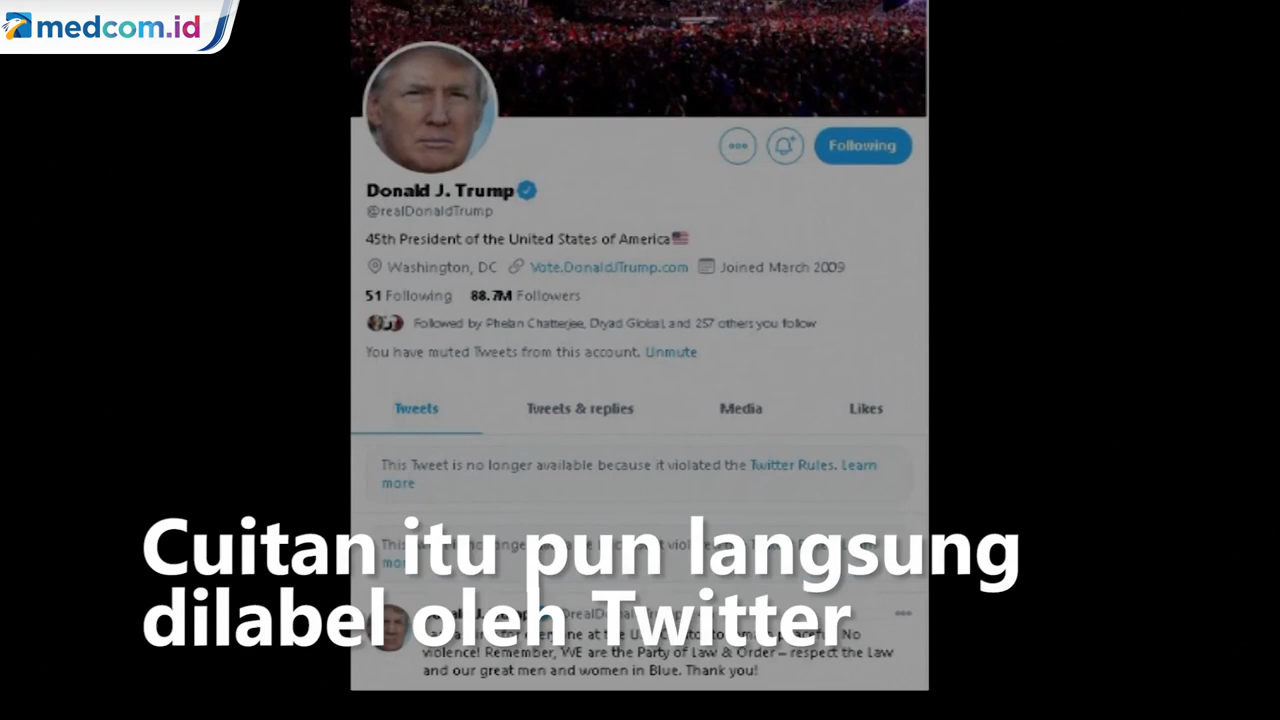 medcom.id
Following
Donald J. Trump
@realDonaldTrump
45th President of the United States of America
Washington, DC Vote.DonaldJTrump.com Joined March 2009
51 Following 88.7M Followers
Followed by Phelan Chatterjee, Dryad Global, and 257 others you follow
You have muted Tweets from this account. Unmute
Tweets Tweets & replies Media Likes
This Tweet is no longer available because it violated the Twitter Rules. Learn
more
Cuitan itu pun langsung
dilabel oleh Twitter
violence! Remember, WE are the Party of Law & Order – respect the Law
and our great men and women in Blue. Thank you!